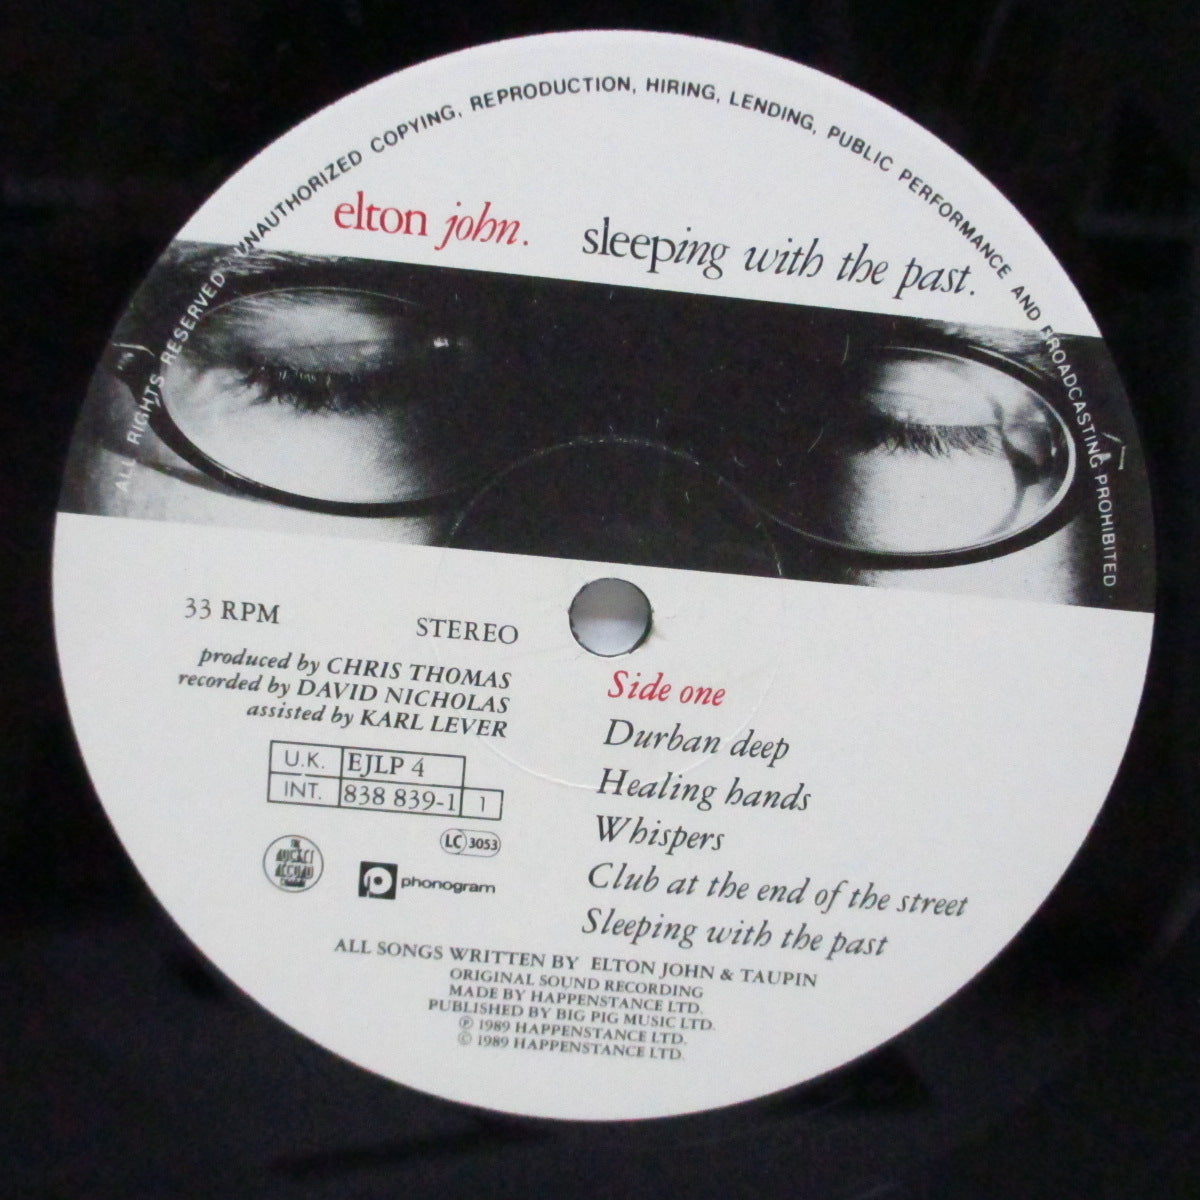 ALL RIGHTS RESERVED UNAUTHORIZED COPYING, REPRODUCTION, HIRING, LENDING, PUBLIC PERFORMANCE AND BROADCASTING PROHIBITED
elton john. sleeping with the past.
33 RPM STEREO
produced by CHRIS THOMAS
recorded by DAVID NICHOLAS
assisted by KARL LEVER
U.K. EJLP 4
INT. 838 839-1 1
LC 3053
phonogram
Side one
Durban deep
Healing hands
Whispers
Club at the end of the street
Sleeping with the past
ALL SONGS WRITTEN BY ELTON JOHN & TAUPIN
ORIGINAL SOUND RECORDING
MADE BY HAPPENSTANCE LTD.
PUBLISHED BY BIG PIG MUSIC LTD.
℗ 1989 HAPPENSTANCE LTD.
© 1989 HAPPENSTANCE LTD.